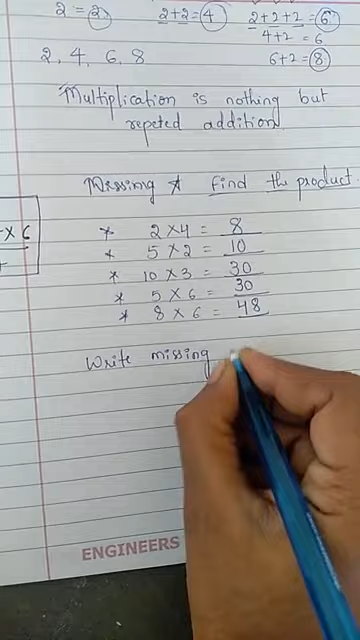 2 = 2
2+2 = 4
2+2+2 = 6
4+2 = 6
2, 4, 6, 8
6+2 = 8
Multiplication is nothing but
repeted addition
Missing * find the product.
× 6
* 2 × 4 = 8
* 5 × 2 = 10
* 10 × 3 = 30
* 5 × 6 = 30
* 8 × 6 = 48
Write missing
ENGINEERS